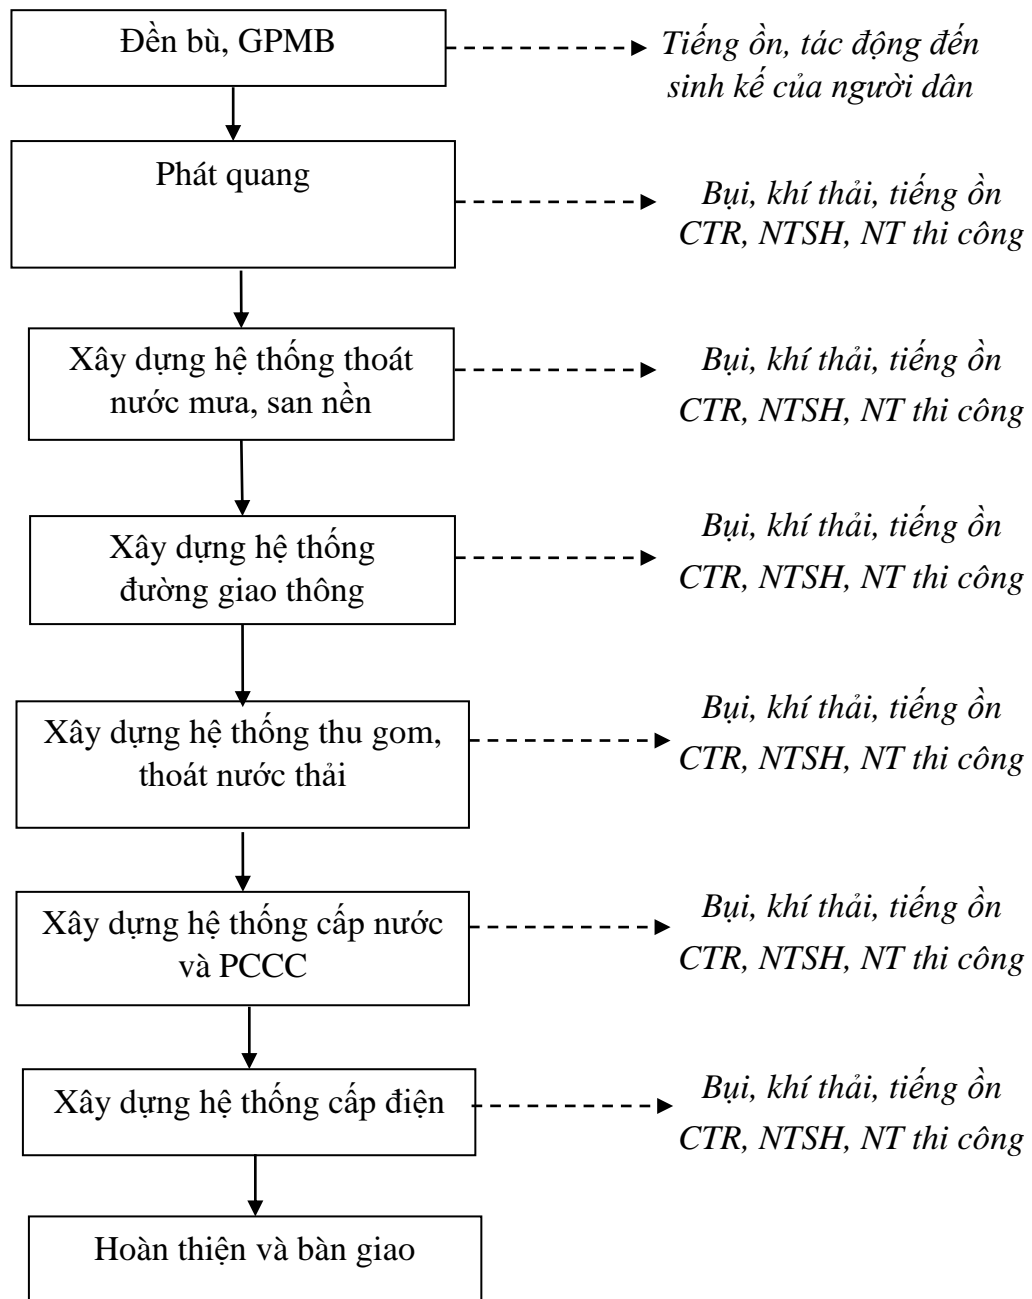 Đền bù, GPMB
Tiếng ồn, tác động đến
sinh kế của người dân
Phát quang
Bụi, khí thải, tiếng ồn
CTR, NTSH, NT thi công
Xây dựng hệ thống thoát
nước mưa, san nền
Bụi, khí thải, tiếng ồn
CTR, NTSH, NT thi công
Xây dựng hệ thống
đường giao thông
Bụi, khí thải, tiếng ồn
CTR, NTSH, NT thi công
Xây dựng hệ thống thu gom,
thoát nước thải
Bụi, khí thải, tiếng ồn
CTR, NTSH, NT thi công
Xây dựng hệ thống cấp nước
và PCCC
Bụi, khí thải, tiếng ồn
CTR, NTSH, NT thi công
Xây dựng hệ thống cấp điện
Bụi, khí thải, tiếng ồn
CTR, NTSH, NT thi công
Hoàn thiện và bàn giao